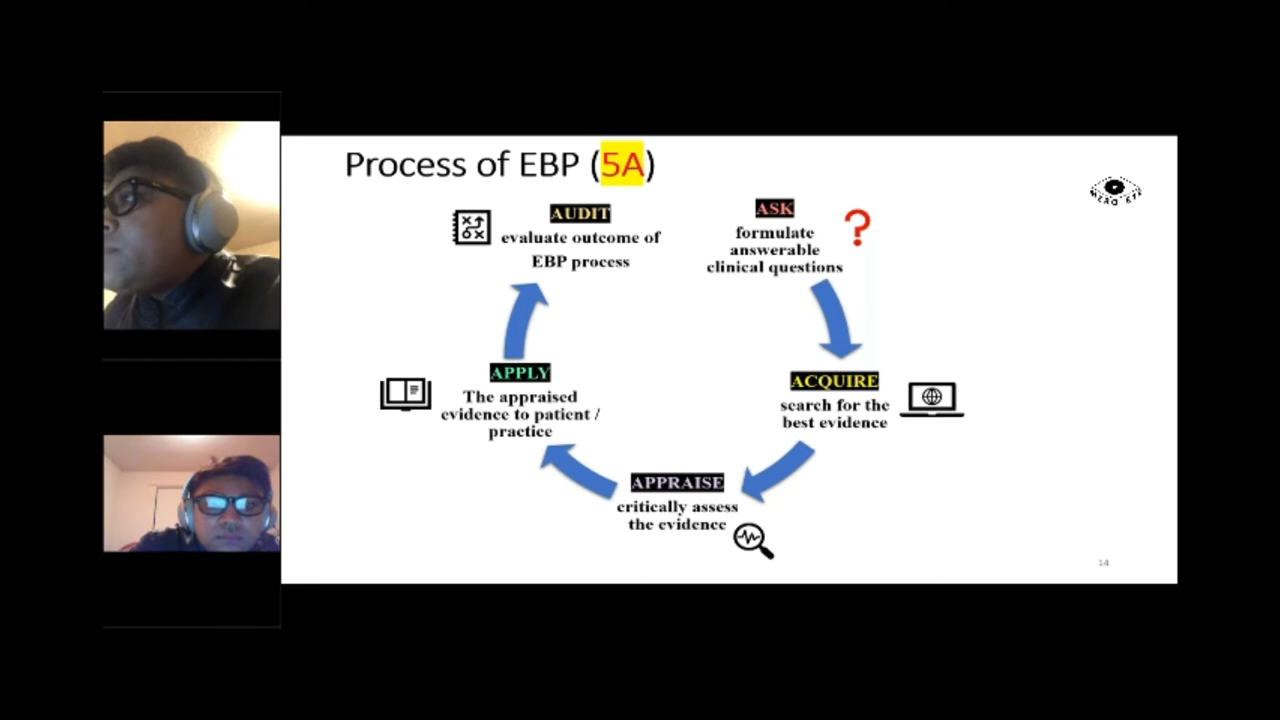 Process of EBP (5A)
AUDIT
evaluate outcome of
EBP process
ASK
formulate
answerable
clinical questions
?
ACQUIRE
search for the
best evidence
APPRAISE
critically assess
the evidence
APPLY
The appraised
evidence to patient /
practice
14